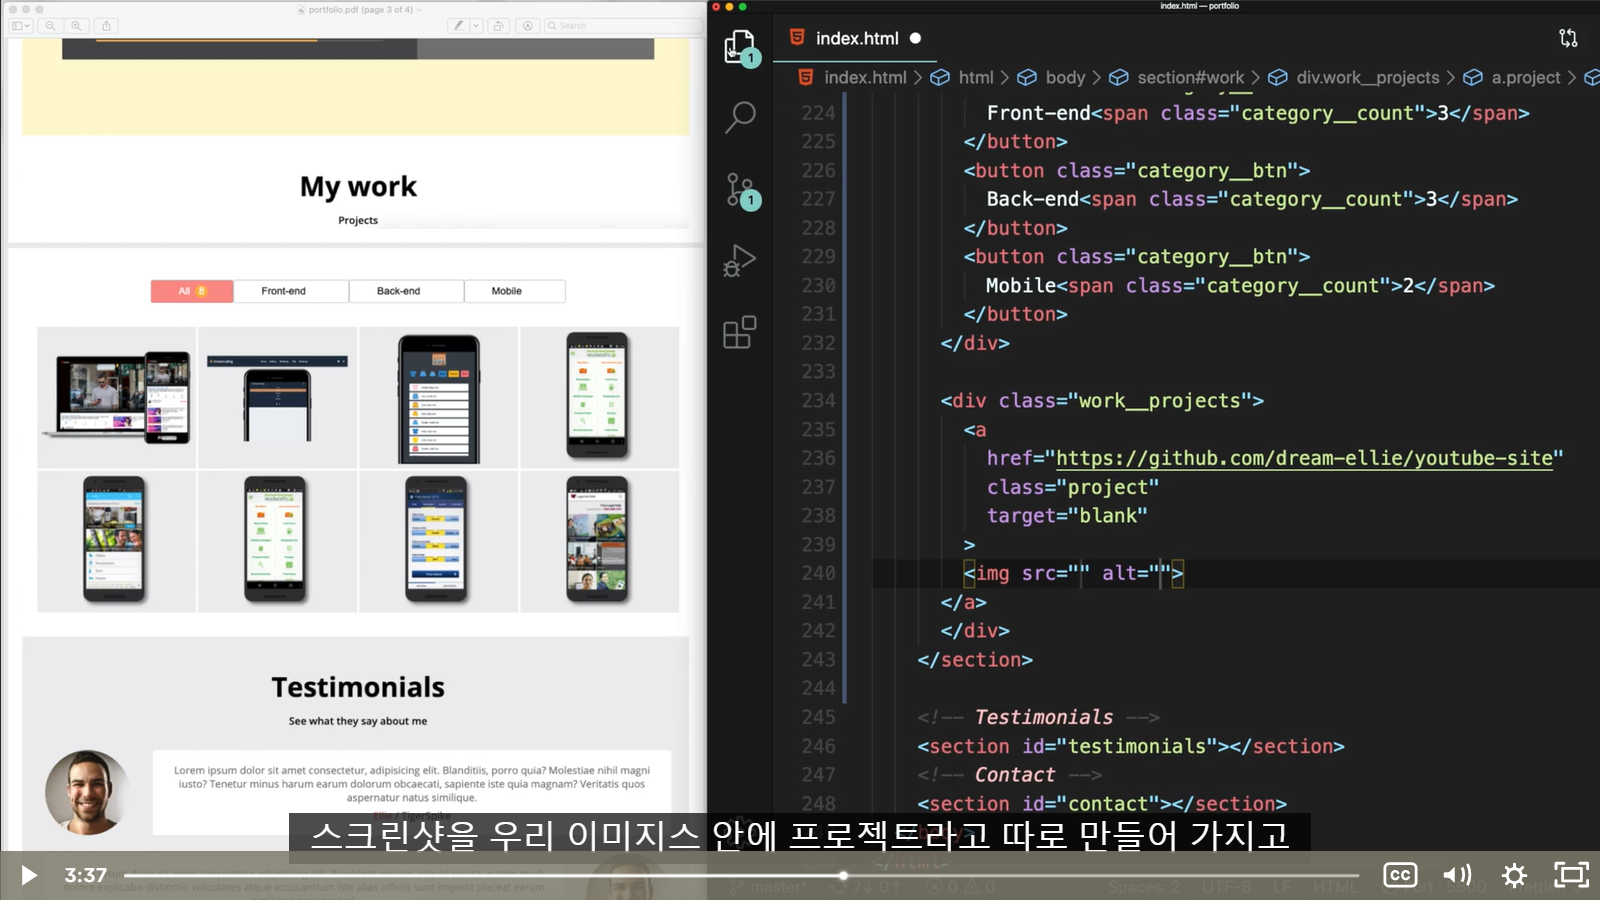 portfolio.pdf (page 3 of 4)
Search
My work
Projects
All 8
Front-end
Back-end
Mobile
Testimonials
See what they say about me
Lorem ipsum dolor sit amet consectetur, adipisicing elit. Blanditiis, porro quia? Molestiae nihil magni
iusto? Tenetur minus harum earum dolorum obcaecati, sapiente iste quia magnam? Veritatis quos
aspernatur natus similique.
Ellie / TigerSpike
index.html — portfolio
index.html
1
1
index.html > html > body > section#work > div.work__projects > a.project >
224 Front-end<span class="category__count">3</span>
225 </button>
226 <button class="category__btn">
227 Back-end<span class="category__count">3</span>
228 </button>
229 <button class="category__btn">
230 Mobile<span class="category__count">2</span>
231 </button>
232 </div>
233
234 <div class="work__projects">
235 <a
236 href="https://github.com/dream-ellie/youtube-site"
237 class="project"
238 target="blank"
239 >
240 <img src="" alt="">
241 </a>
242 </div>
243 </section>
244
245 <!-- Testimonials -->
246 <section id="testimonials"></section>
247 <!-- Contact -->
248 <section id="contact"></section>
스크린샷을 우리 이미지스 안에 프로젝트라고 따로 만들어 가지고
</html>
3:37
CC
master*
Spaces: 2 UTF-8 LF HTML